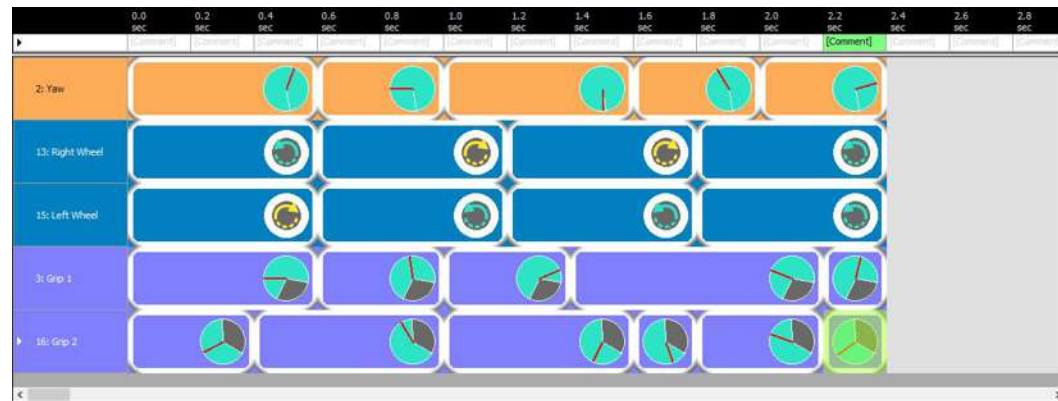 0.0 sec 0.2 sec 0.4 sec 0.6 sec 0.8 sec 1.0 sec 1.2 sec 1.4 sec 1.6 sec 1.8 sec 2.0 sec 2.2 sec 2.4 sec 2.6 sec 2.8 sec
[Comment] [Comment] [Comment] [Comment] [Comment] [Comment] [Comment] [Comment] [Comment] [Comment] [Comment] [Comment] [Comment] [Comment]
2: Yaw
13: Right Wheel
15: Left Wheel
3: Grip 1
16: Grip 2